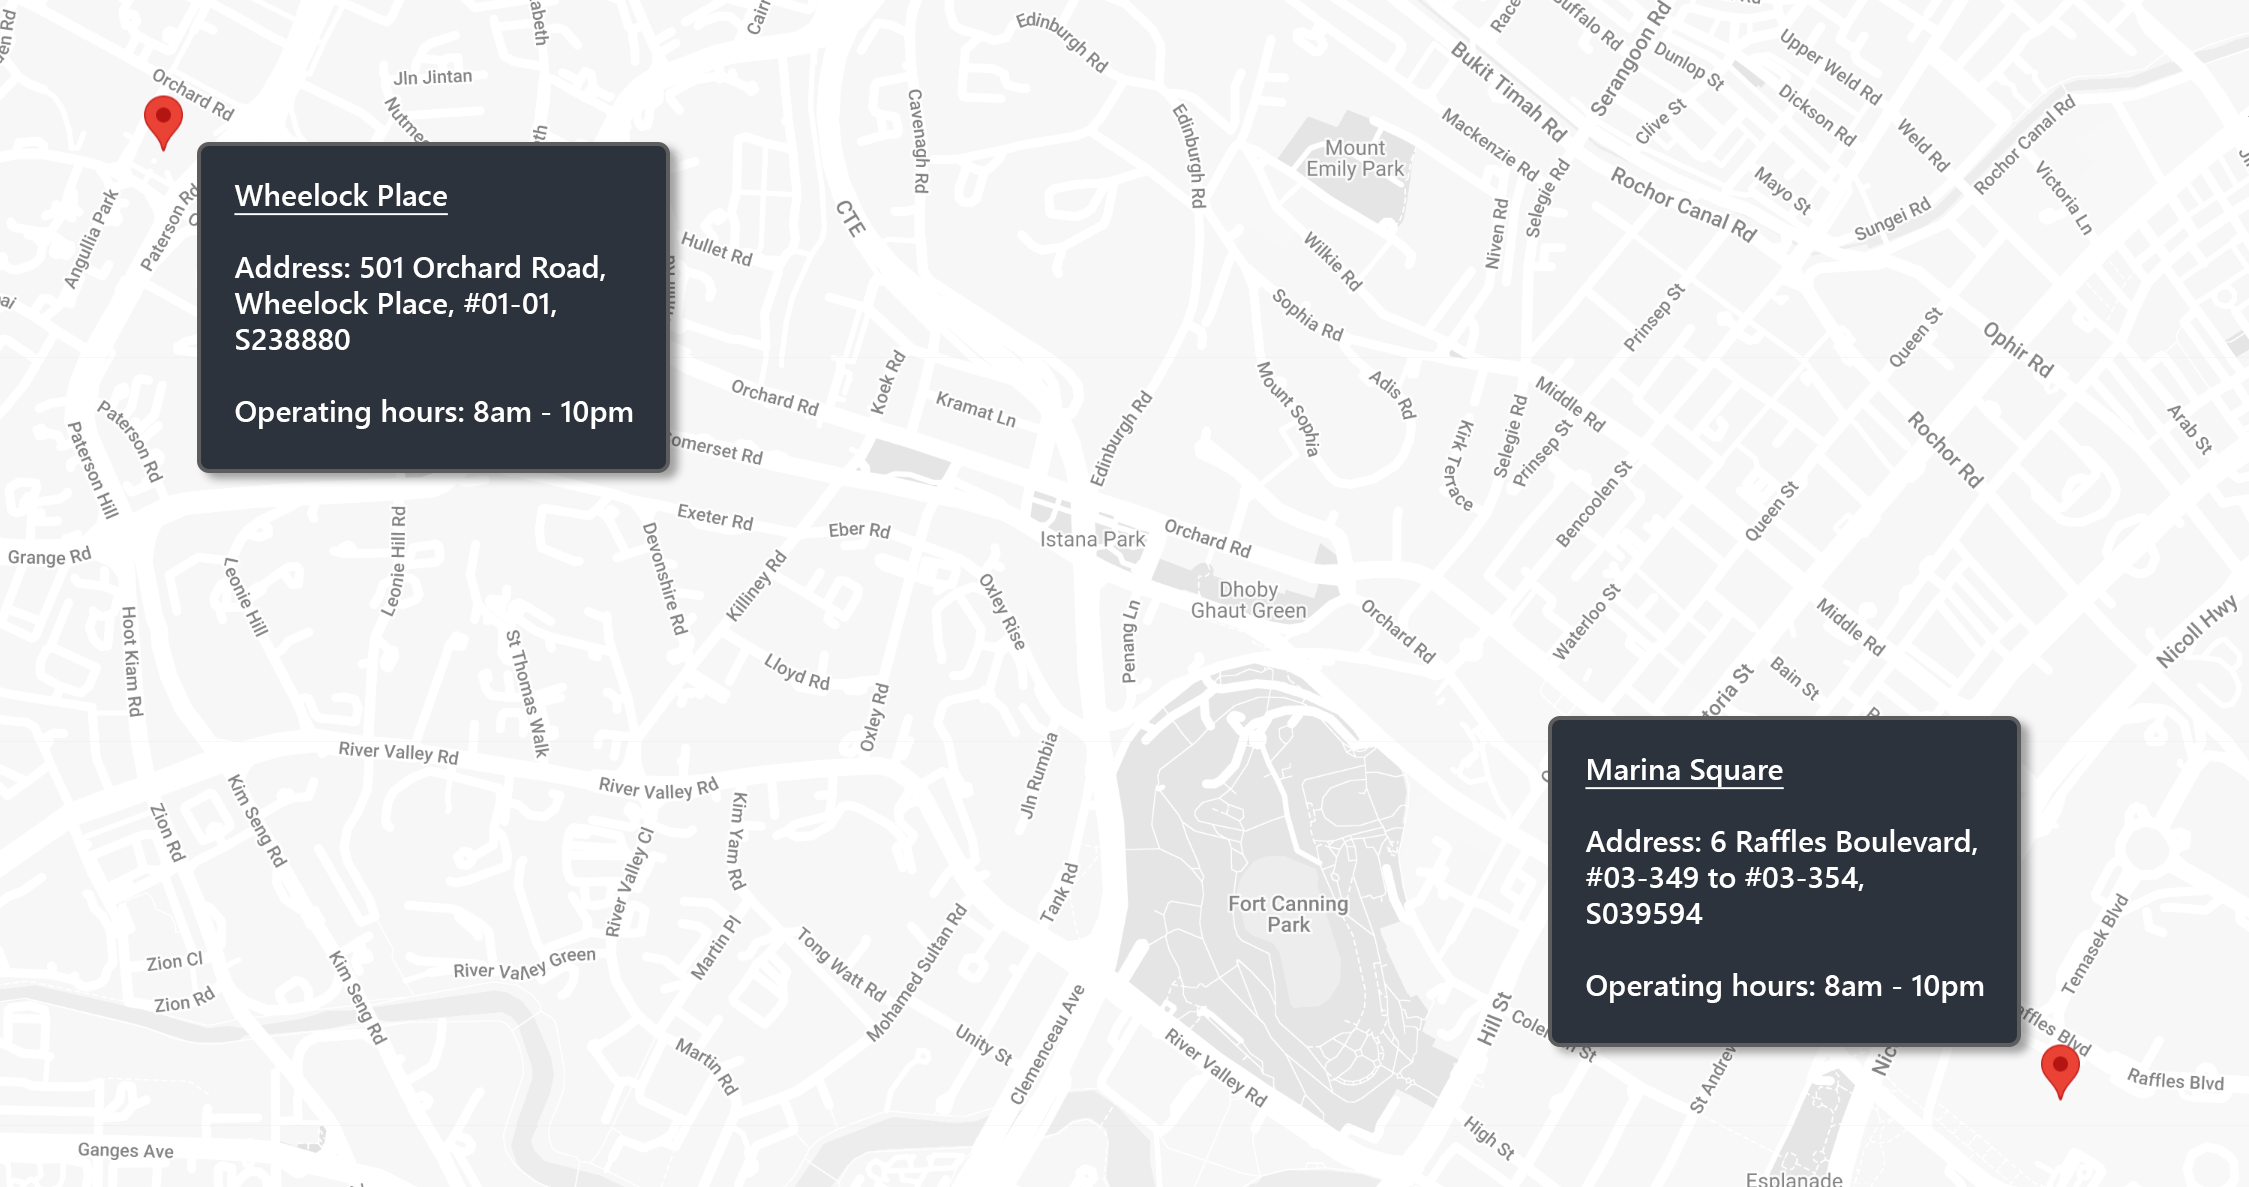 Orchard Rd
Jln Jintan
Edinburgh Rd
Bukit Timah Rd
Serangoon Rd
Dunlop St
Upper Weld Rd
Dickson Rd
Clive St
Weld Rd
Rochor Canal Rd
Mackenzie Rd
Cavenagh Rd
Edinburgh Rd
Mount
Emily Park
Selegie Rd
Rochor Canal Rd
Mayo St
Victoria Ln
Sungei Rd
Angullia Park
Paterson Rd
Wheelock Place
Address: 501 Orchard Road,
Wheelock Place, #01-01,
S238880
Operating hours: 8am - 10pm
CTE
Hullet Rd
Niven Rd
Wilkie Rd
Sophia Rd
Prinsep St
Queen St
Ophir Rd
Orchard Rd
Koek Rd
Kramat Ln
Mount Sophia
Adis Rd
Middle Rd
Edinburgh Rd
Kirk Terrace
Selegie Rd
Prinsep St
Rochor Rd
Arab St
Paterson Rd
Paterson Hill
Somerset Rd
Bencoolen St
Queen St
Exeter Rd
Eber Rd
Istana Park
Orchard Rd
Grange Rd
Leonie Hill
Leonie Hill Rd
Devonshire Rd
Killiney Rd
Oxley Rise
Dhoby
Ghaut Green
Orchard Rd
Waterloo St
Middle Rd
Nicoll Hwy
Hoot Kiam Rd
St Thomas Walk
Lloyd Rd
Oxley Rd
Penang Ln
Bain St
River Valley Rd
River Valley Rd
Jln Rumbia
Marina Square
Address: 6 Raffles Boulevard,
#03-349 to #03-354,
S039594
Operating hours: 8am - 10pm
Zion Rd
Kim Seng Rd
River Valley Cl
Kim Yam Rd
Tank Rd
Fort Canning
Park
Temasek Blvd
Zion Cl
Zion Rd
Kim Seng Rd
River Valley Green
Martin Pl
Tong Watt Rd
Mohamed Sultan Rd
Martin Rd
Unity St
Clemenceau Ave
River Valley Rd
Hill St
High St
Raffles Blvd
Raffles Blvd
Ganges Ave
Esplanade